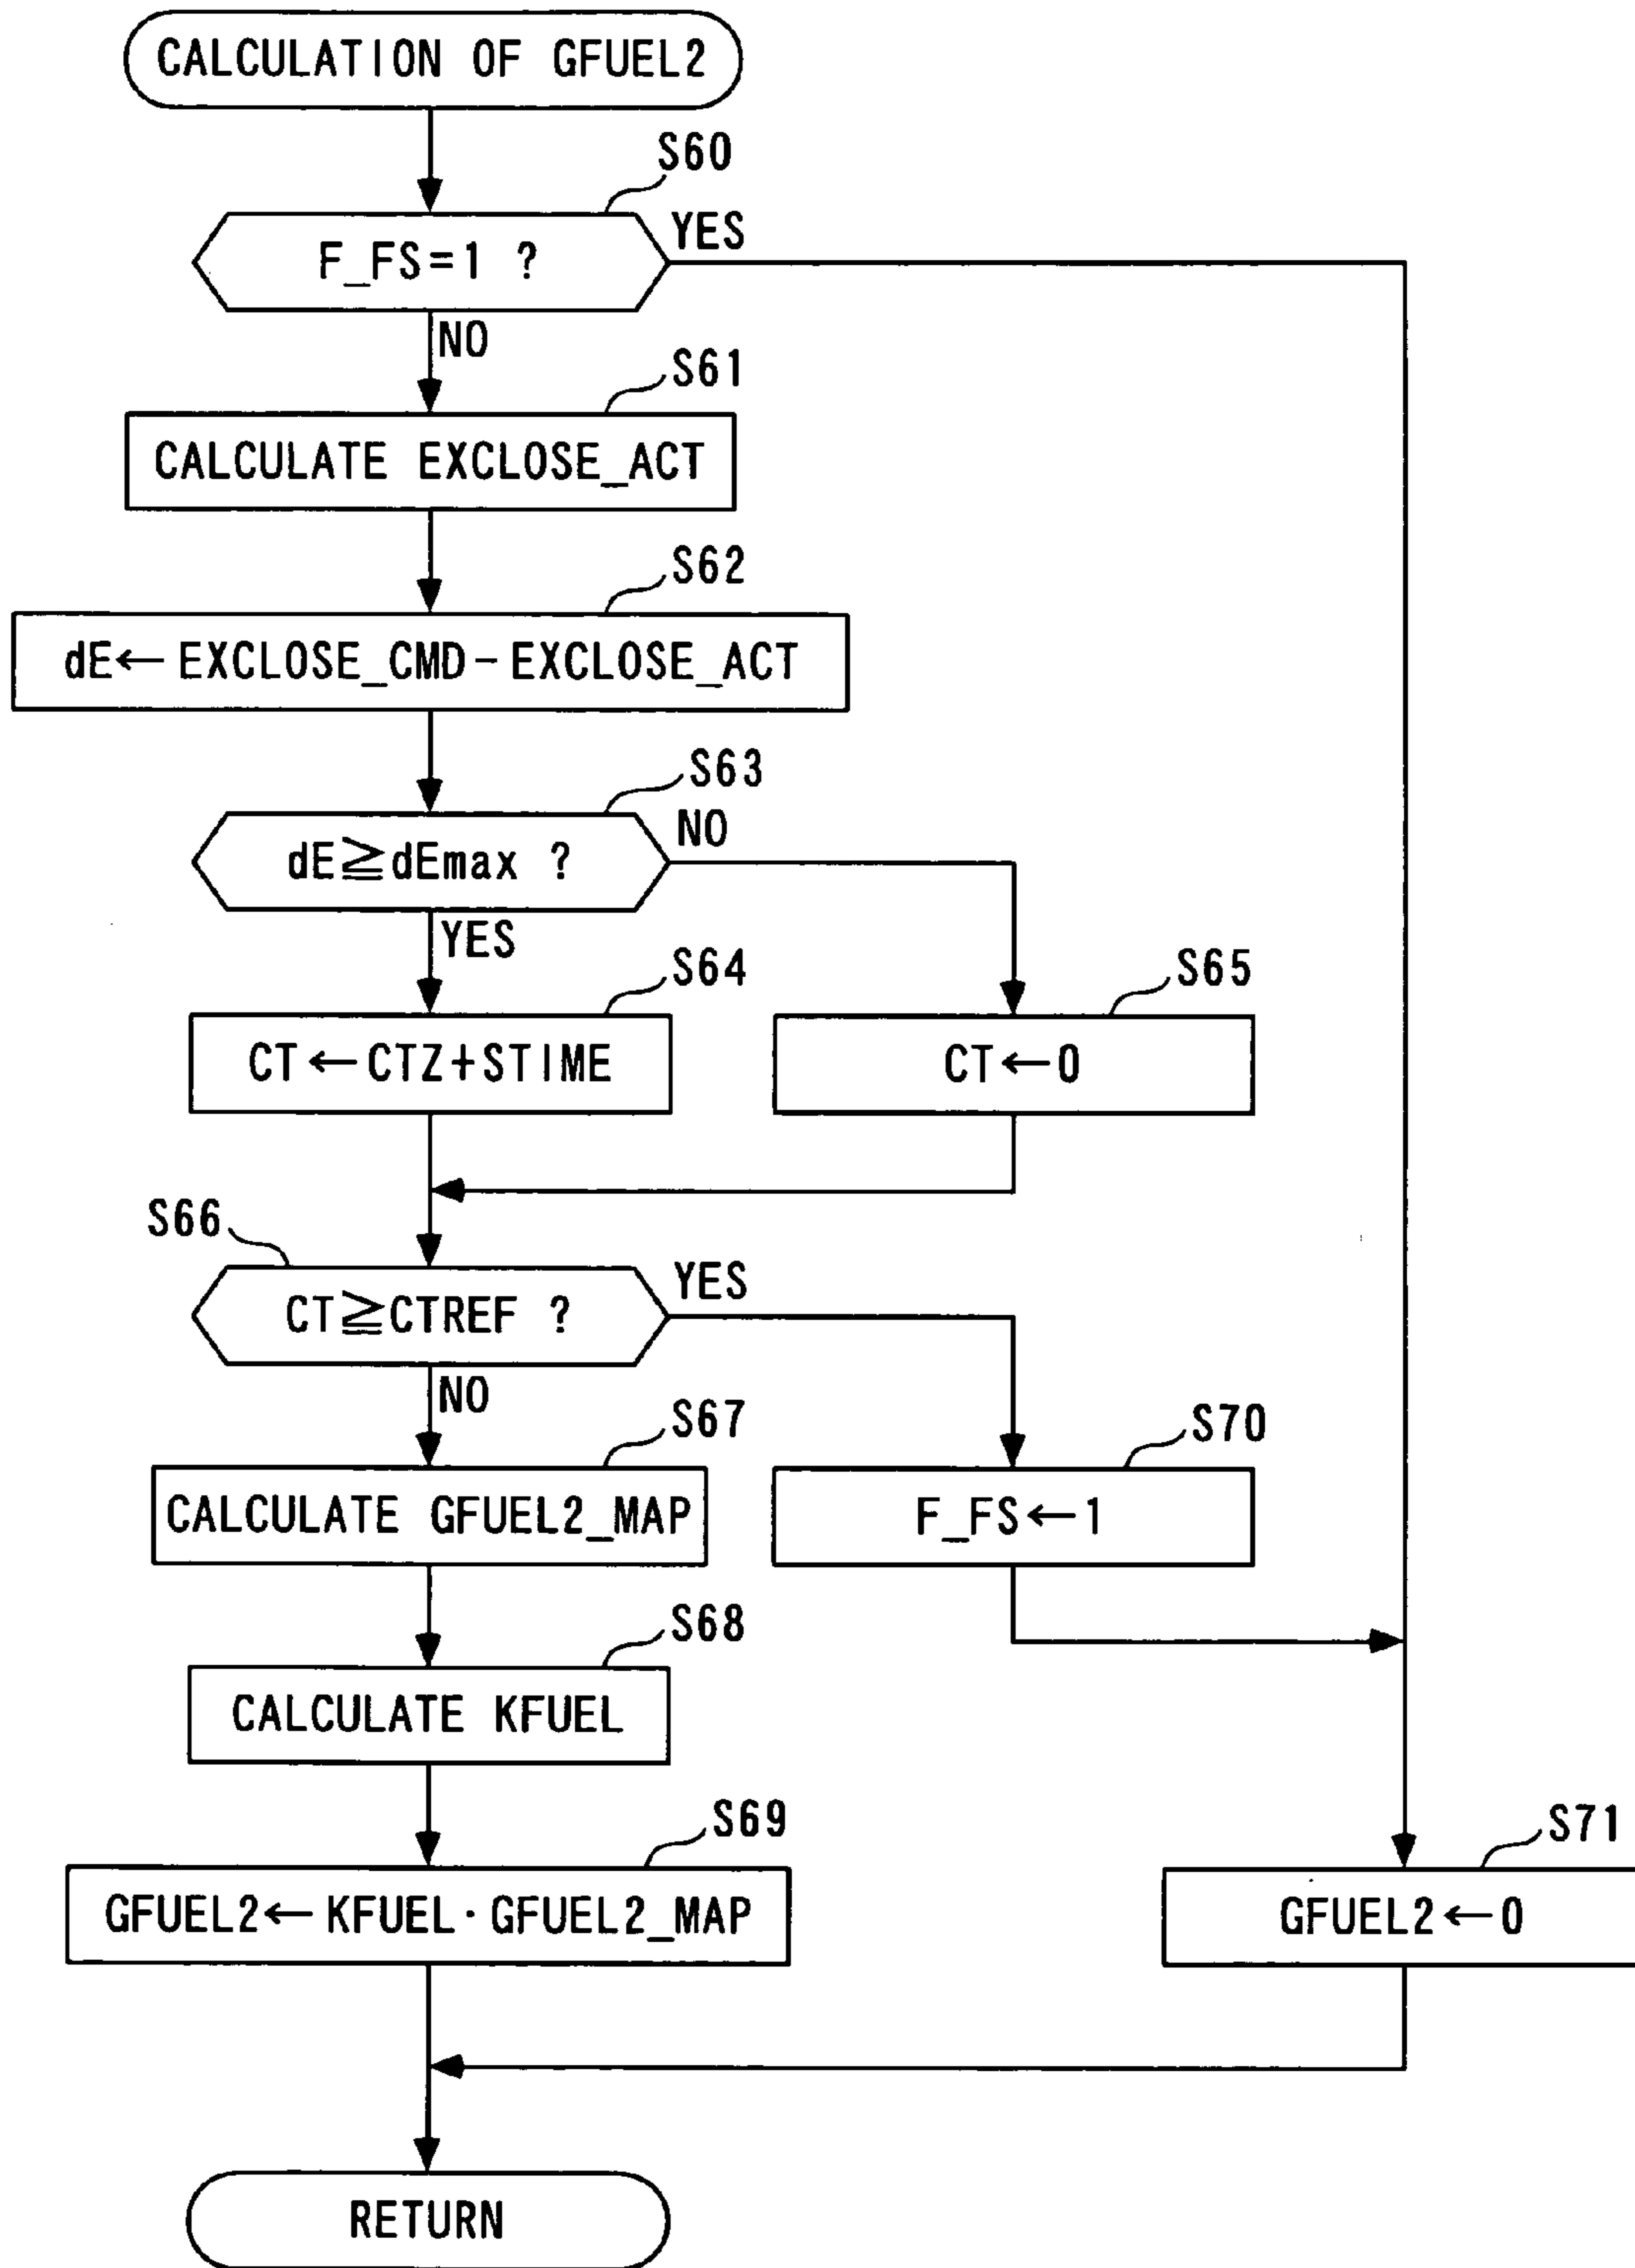 CALCULATION OF GFUEL2
S60
F_FS=1 ?
YES
NO
S61
CALCULATE EXCLOSE_ACT
S62
dE←EXCLOSE_CMD-EXCLOSE_ACT
S63
dE≧dEmax ?
NO
YES
S64
CT←CTZ+STIME
S65
CT←0
S66
CT≧CTREF ?
YES
NO
S67
CALCULATE GFUEL2_MAP
S70
F_FS←1
S68
CALCULATE KFUEL
S69
GFUEL2←KFUEL·GFUEL2_MAP
S71
GFUEL2←0
RETURN